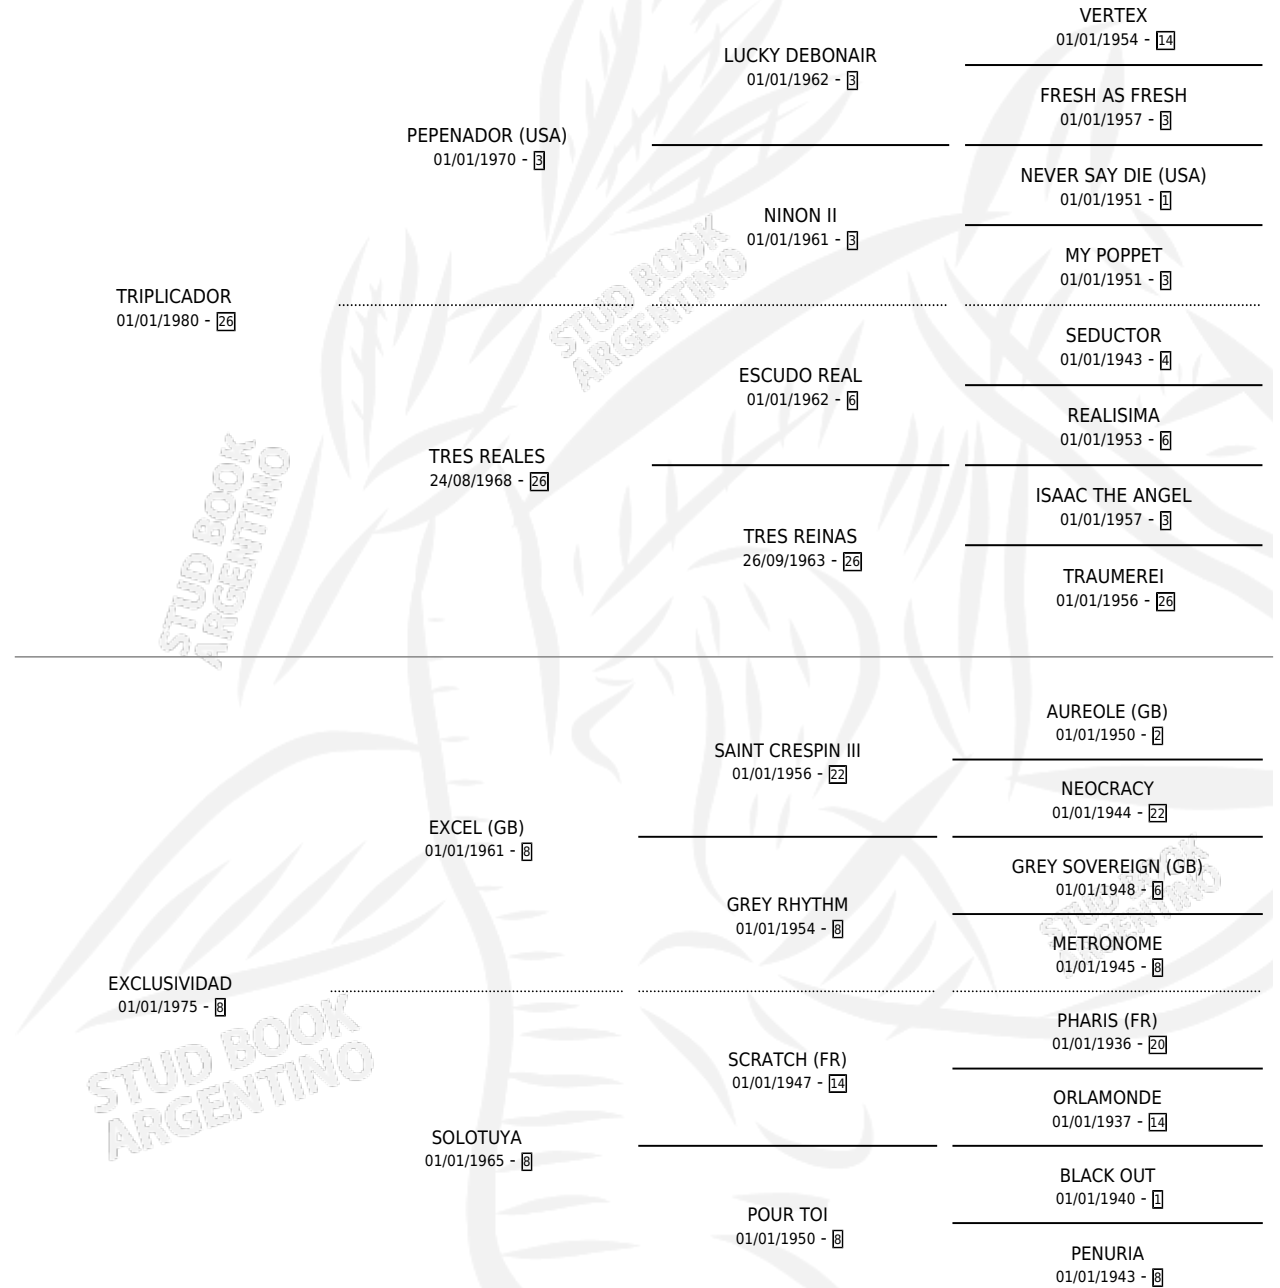 VERTEX
01/01/1954 - 14
LUCKY DEBONAIR
01/01/1962 - 3
FRESH AS FRESH
01/01/1957 - 3
PEPENADOR (USA)
01/01/1970 - 3
NEVER SAY DIE (USA)
01/01/1951 - 1
NINON II
01/01/1961 - 3
MY POPPET
01/01/1951 - 3
TRIPLICADOR
01/01/1980 - 26
SEDUCTOR
01/01/1943 - 4
ESCUDO REAL
01/01/1962 - 6
REALISIMA
01/01/1953 - 6
TRES REALES
24/08/1968 - 26
ISAAC THE ANGEL
01/01/1957 - 3
TRES REINAS
26/09/1963 - 26
TRAUMEREI
01/01/1956 - 26
AUREOLE (GB)
01/01/1950 - 2
SAINT CRESPIN III
01/01/1956 - 22
NEOCRACY
01/01/1944 - 22
EXCEL (GB)
01/01/1961 - 8
GREY SOVEREIGN (GB)
01/01/1948 - 6
GREY RHYTHM
01/01/1954 - 8
METRONOME
01/01/1945 - 8
EXCLUSIVIDAD
01/01/1975 - 8
PHARIS (FR)
01/01/1936 - 20
SCRATCH (FR)
01/01/1947 - 14
ORLAMONDE
01/01/1937 - 14
SOLOTUYA
01/01/1965 - 8
BLACK OUT
01/01/1940 - 1
POUR TOI
01/01/1950 - 8
PENURIA
01/01/1943 - 8
STUD BOOK
ARGENTINO
STUD BOOK
ARGENTINO
STUD BOOK
ARGENTINO
STUD BOOK
ARGENTINO